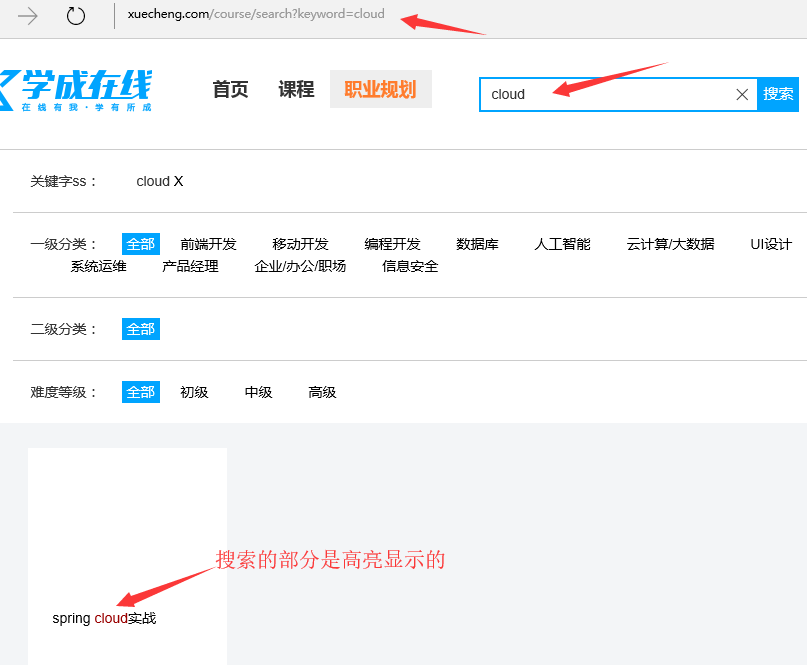 xuecheng.com/course/search?keyword=cloud
学成在线
在线有我·学有所成
首页 课程 职业规划 cloud 搜索
关键字ss： cloud X
一级分类： 全部 前端开发 移动开发 编程开发 数据库 人工智能 云计算/大数据 UI设计
系统运维 产品经理 企业/办公/职场 信息安全
二级分类： 全部
难度等级： 全部 初级 中级 高级
搜索的部分是高亮显示的
spring cloud实战